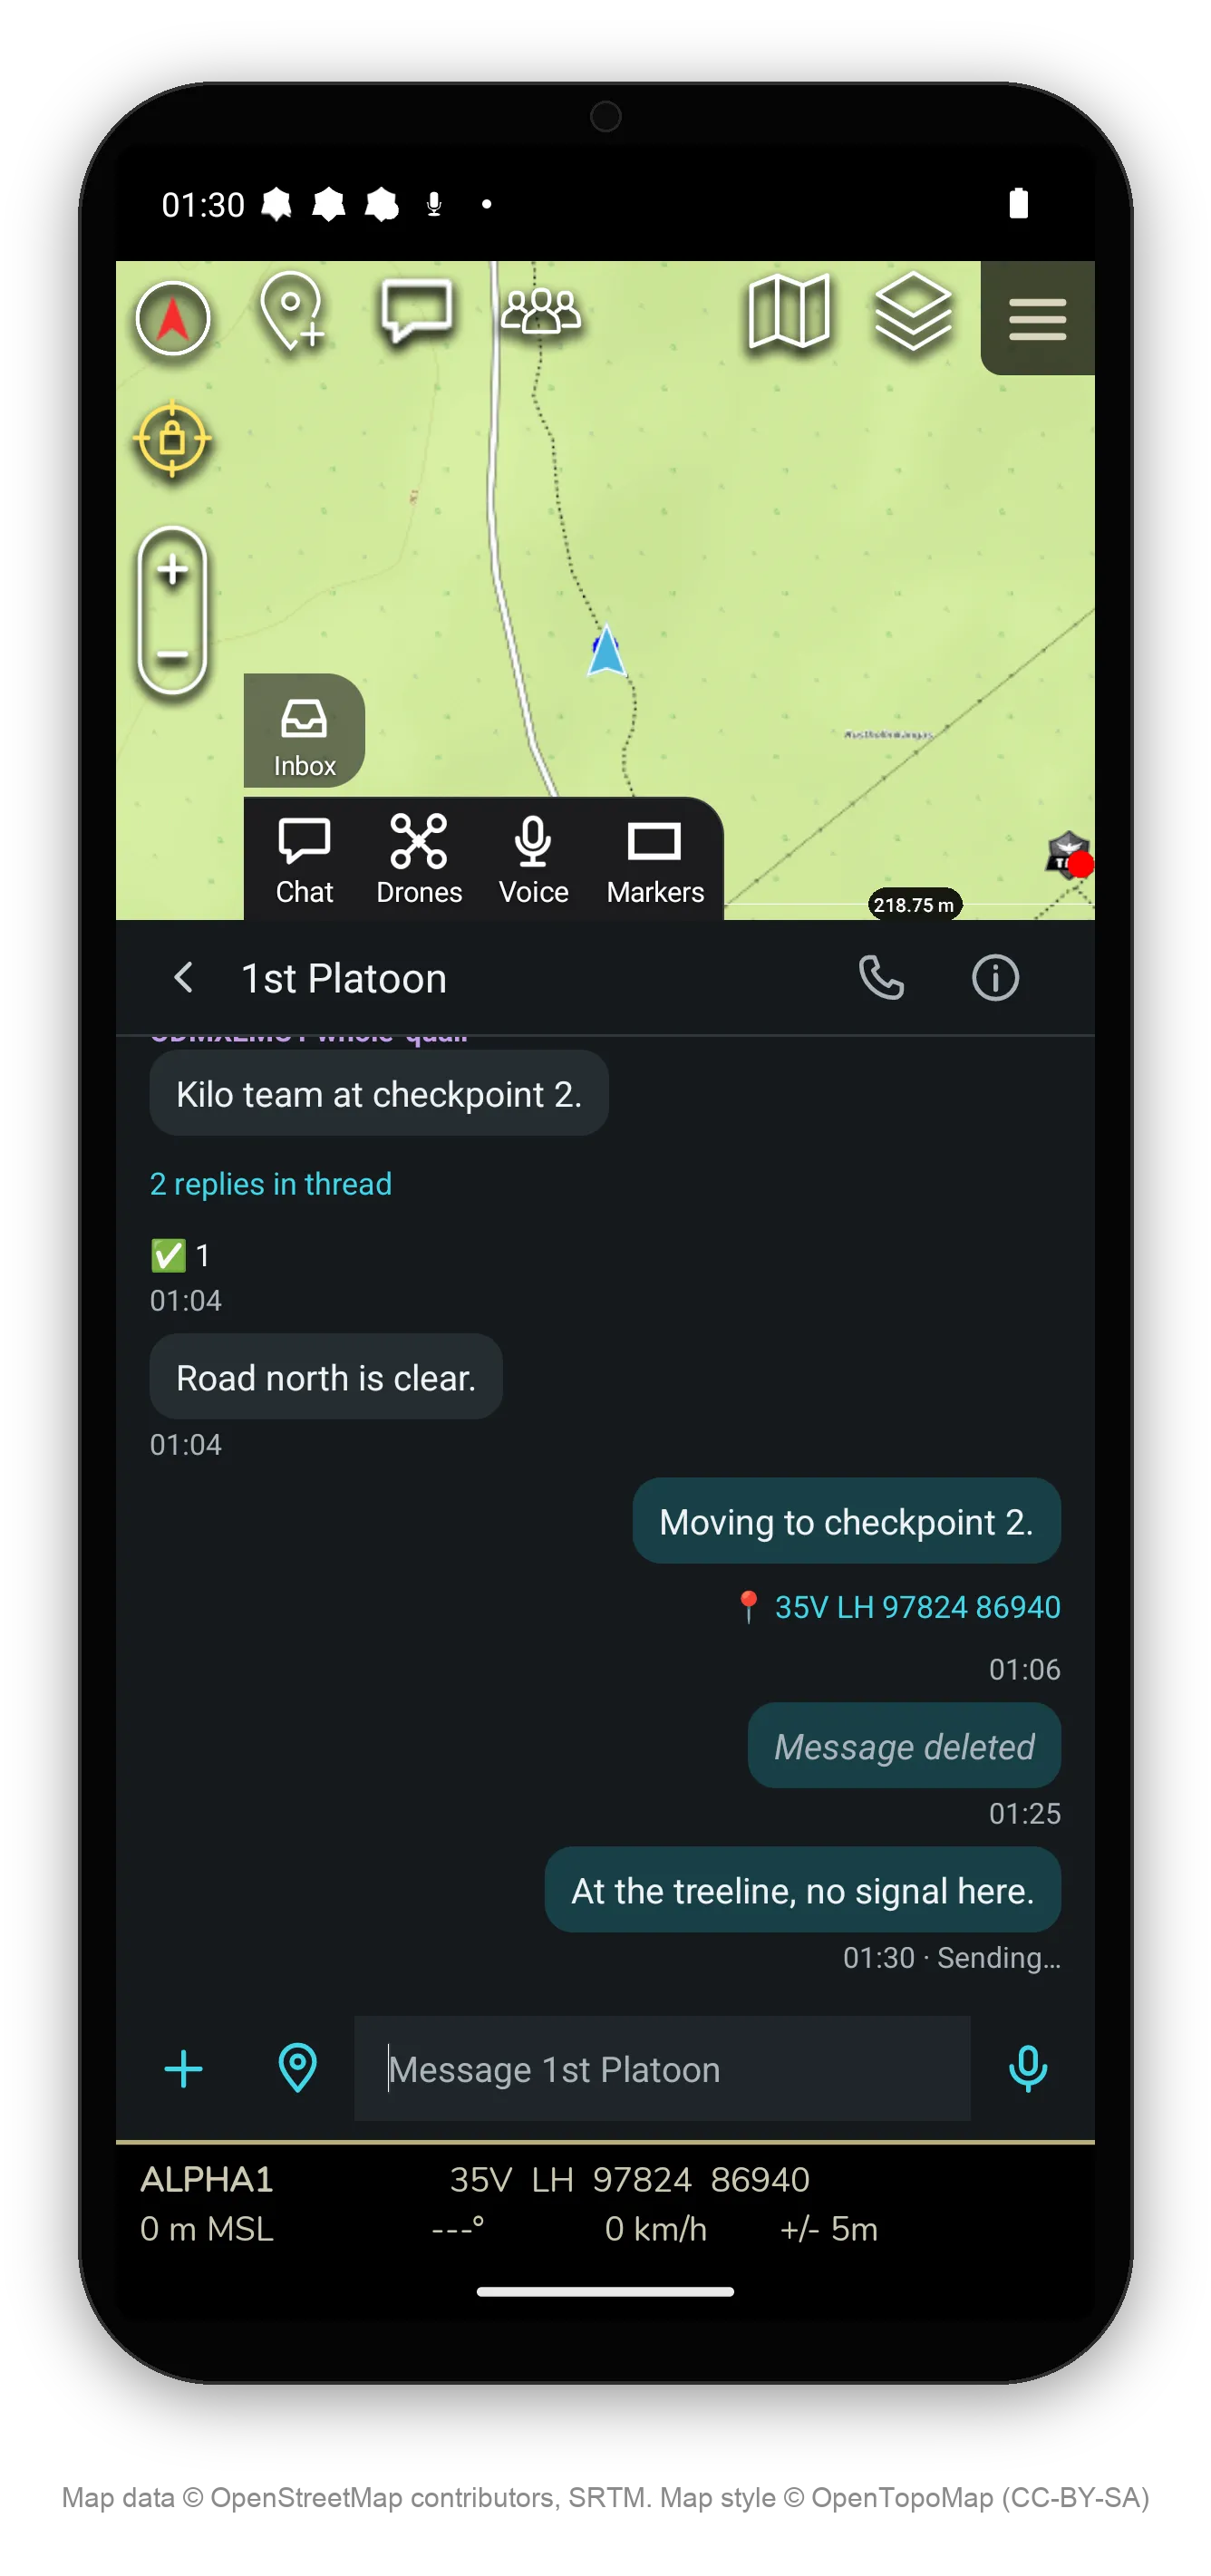 01:30
Inbox
Chat Drones Voice Markers
218.75 m
1st Platoon
Kilo team at checkpoint 2.
2 replies in thread
✅ 1
01:04
Road north is clear.
01:04
Moving to checkpoint 2.
📍 35V LH 97824 86940
01:06
Message deleted
01:25
At the treeline, no signal here.
01:30 · Sending…
Message 1st Platoon
ALPHA1 35V LH 97824 86940
0 m MSL ---° 0 km/h +/- 5m
Map data © OpenStreetMap contributors, SRTM. Map style © OpenTopoMap (CC-BY-SA)